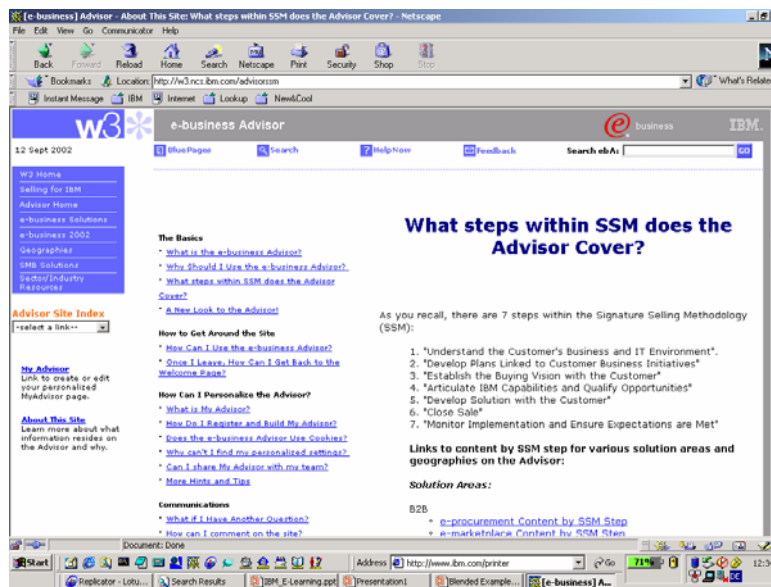 [e-business] Advisor - About This Site: What steps within SSM does the Advisor Cover? - Netscape
File Edit View Go Communicator Help
Back Forward Reload Home Search Netscape Print Security Shop Stop
Bookmarks Location: http://w3.ncs.ibm.com/advisorssm What's Relate
Instant Message IBM Internet Lookup New&Cool
w3 e-business Advisor e business IBM.
12 Sept 2002 BluePages Search HelpNow Feedback Search ebA: GO
W3 Home
Selling for IBM
Advisor Home
e-business Solutions
e-business 2002
Geographies
SMB Solutions
Sector/Industry
Resources
Advisor Site Index
-select a link--
My Advisor
Link to create or edit
your personalized
MyAdvisor page.
About This Site
Learn more about what
information resides on
the Advisor and why.
The Basics
What is the e-business Advisor?
Why Should I Use the e-business Advisor?
What steps within SSM does the Advisor
Cover?
A New Look to the Advisor!
How to Get Around the Site
How Can I Use the e-business Advisor?
Once I Leave, How Can I Get Back to the
Welcome Page?
How Can I Personalize the Advisor?
What is My Advisor?
How Do I Register and Build My Advisor?
Does the e-business Advisor Use Cookies?
Why can't I find my personalized settings?
Can I share My Advisor with my team?
More Hints and Tips
Communications
What if I Have Another Question?
How can I comment on the site?
What steps within SSM does the
Advisor Cover?
As you recall, there are 7 steps within the Signature Selling Methodology
(SSM):
1. "Understand the Customer's Business and IT Environment".
2. "Develop Plans Linked to Customer Business Initiatives"
3. "Establish the Buying Vision with the Customer"
4. "Articulate IBM Capabilities and Qualify Opportunities"
5. "Develop Solution with the Customer"
6. "Close Sale"
7. "Monitor Implementation and Ensure Expectations are Met"
Links to content by SSM step for various solution areas and
geographies on the Advisor:
Solution Areas:
B2B
e-procurement Content by SSM Step
e-marketplace Content by SSM Step
Document: Done
Start Address http://www.ibm.com/printer Go 71% 12:3
Replicator - Lotu... Search Results IBM_E-Learning.ppt Presentation1 Blended Example... [e-business] A... DE